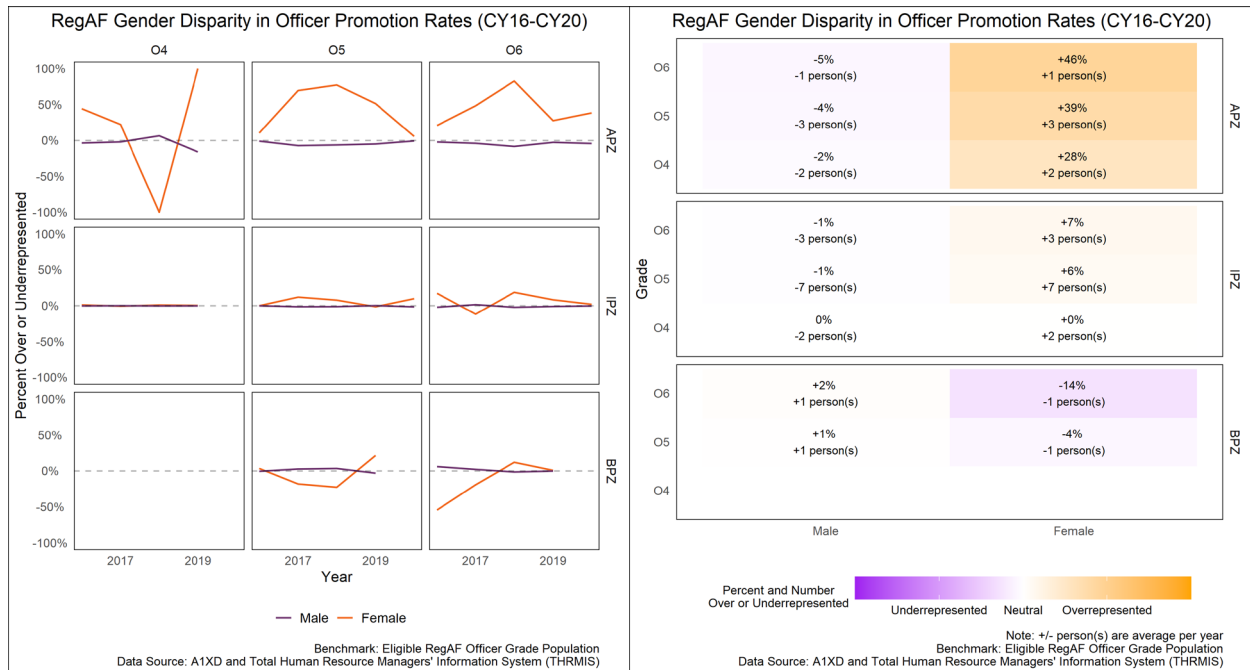 RegAF Gender Disparity in Officer Promotion Rates (CY16-CY20)
O4 O5 O6
Percent Over or Underrepresented
100%
50%
0%
-50%
-100%
APZ
100%
50%
0%
-50%
-100%
IPZ
100%
50%
0%
-50%
-100%
BPZ
2017 2019 2017 2019 2017 2019
Year
Male Female
Benchmark: Eligible RegAF Officer Grade Population
Data Source: A1XD and Total Human Resource Managers' Information System (THRMIS)
RegAF Gender Disparity in Officer Promotion Rates (CY16-CY20)
Grade
O6
-5% +46%
-1 person(s) +1 person(s)
O5
-4% +39%
-3 person(s) +3 person(s)
O4
-2% +28%
-2 person(s) +2 person(s)
APZ
O6
-1% +7%
-3 person(s) +3 person(s)
O5
-1% +6%
-7 person(s) +7 person(s)
O4
0% +0%
-2 person(s) +2 person(s)
IPZ
O6
+2% -14%
+1 person(s) -1 person(s)
O5
+1% -4%
+1 person(s) -1 person(s)
O4
BPZ
Male Female
Percent and Number
Over or Underrepresented
Underrepresented Neutral Overrepresented
Note: +/- person(s) are average per year
Benchmark: Eligible RegAF Officer Grade Population
Data Source: A1XD and Total Human Resource Managers' Information System (THRMIS)